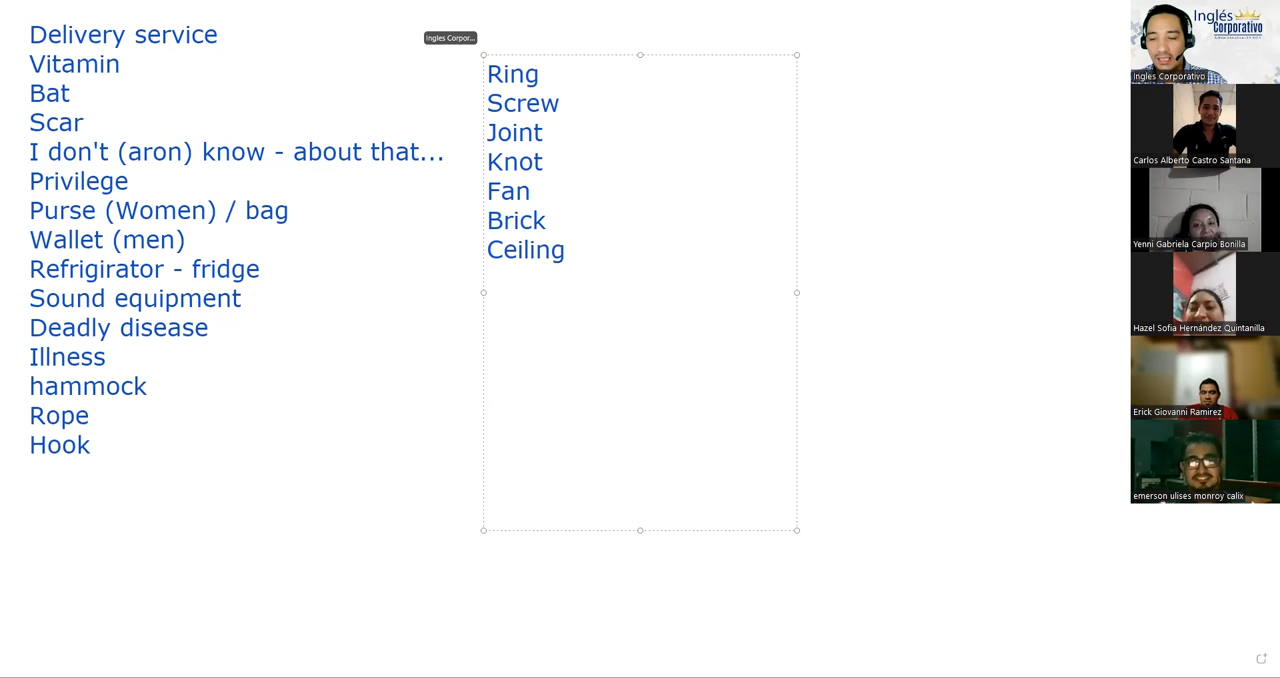 Delivery service
Vitamin
Bat
Scar
I don't (aron) know - about that...
Privilege
Purse (Women) / bag
Wallet (men)
Refrigirator - fridge
Sound equipment
Deadly disease
Illness
hammock
Rope
Hook
Ingles Corpor...
Ring
Screw
Joint
Knot
Fan
Brick
Ceiling
Inglés
Corporativo
Ingles Corporativo
Carlos Alberto Castro Santana
Yenni Gabriela Carpio Bonilla
Hazel Sofia Hernández Quintanilla
Erick Giovanni Ramirez
emerson ulises monroy calix